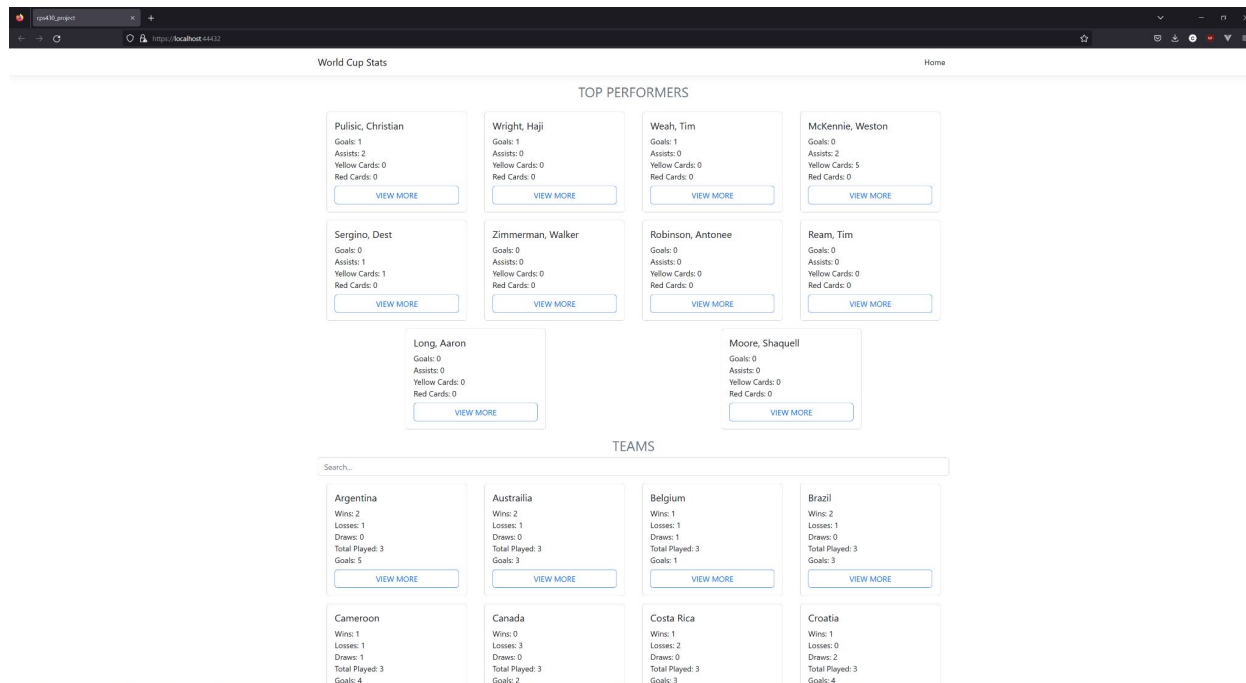 cps430_project
https://localhost:44432
World Cup Stats Home
TOP PERFORMERS
Pulisic, Christian
Goals: 1
Assists: 2
Yellow Cards: 0
Red Cards: 0
VIEW MORE
Wright, Haji
Goals: 1
Assists: 0
Yellow Cards: 0
Red Cards: 0
VIEW MORE
Weah, Tim
Goals: 1
Assists: 0
Yellow Cards: 0
Red Cards: 0
VIEW MORE
McKennie, Weston
Goals: 0
Assists: 2
Yellow Cards: 5
Red Cards: 0
VIEW MORE
Sergino, Dest
Goals: 0
Assists: 1
Yellow Cards: 1
Red Cards: 0
VIEW MORE
Zimmerman, Walker
Goals: 0
Assists: 0
Yellow Cards: 0
Red Cards: 0
VIEW MORE
Robinson, Antonee
Goals: 0
Assists: 0
Yellow Cards: 0
Red Cards: 0
VIEW MORE
Ream, Tim
Goals: 0
Assists: 0
Yellow Cards: 0
Red Cards: 0
VIEW MORE
Long, Aaron
Goals: 0
Assists: 0
Yellow Cards: 0
Red Cards: 0
VIEW MORE
Moore, Shaquell
Goals: 0
Assists: 0
Yellow Cards: 0
Red Cards: 0
VIEW MORE
TEAMS
Search...
Argentina
Wins: 2
Losses: 1
Draws: 0
Total Played: 3
Goals: 5
VIEW MORE
Austrailia
Wins: 2
Losses: 1
Draws: 0
Total Played: 3
Goals: 3
VIEW MORE
Belgium
Wins: 1
Losses: 1
Draws: 1
Total Played: 3
Goals: 1
VIEW MORE
Brazil
Wins: 2
Losses: 1
Draws: 0
Total Played: 3
Goals: 3
VIEW MORE
Cameroon
Wins: 1
Losses: 1
Draws: 1
Total Played: 3
Goals: 4
Canada
Wins: 0
Losses: 3
Draws: 0
Total Played: 3
Goals: 2
Costa Rica
Wins: 1
Losses: 2
Draws: 0
Total Played: 3
Goals: 3
Croatia
Wins: 1
Losses: 0
Draws: 2
Total Played: 3
Goals: 4